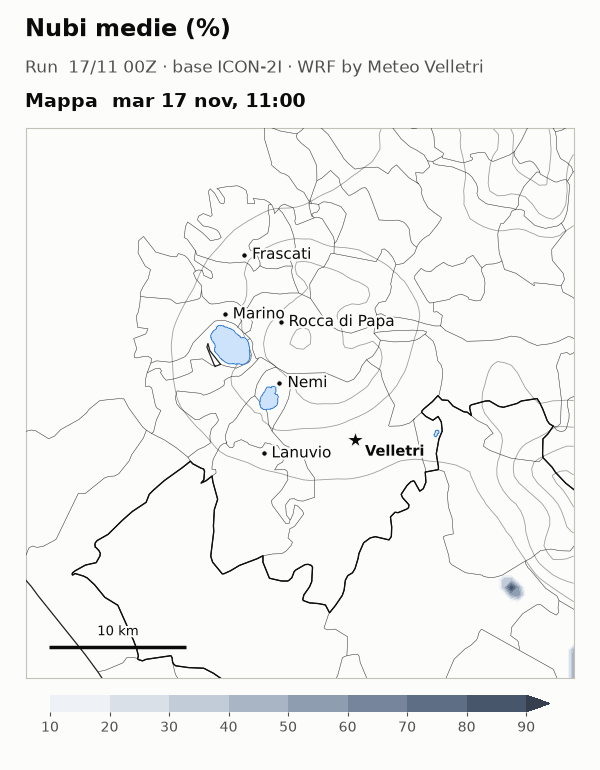 Nubi medie (%)
Run  17/11 00Z · base ICON-2I · WRF by Meteo Velletri
Mappa  mar 17 nov, 11:00
Frascati
Marino
Rocca di Papa
Nemi
Velletri
Lanuvio
10 km
10 20 30 40 50 60 70 80 90